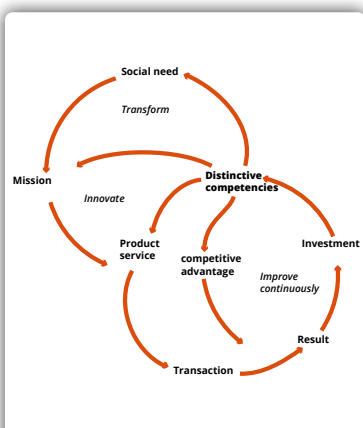 Social need
Transform
Mission
Distinctive
competencies
Innovate
Product
service
competitive
advantage
Investment
Improve
continuously
Result
Transaction